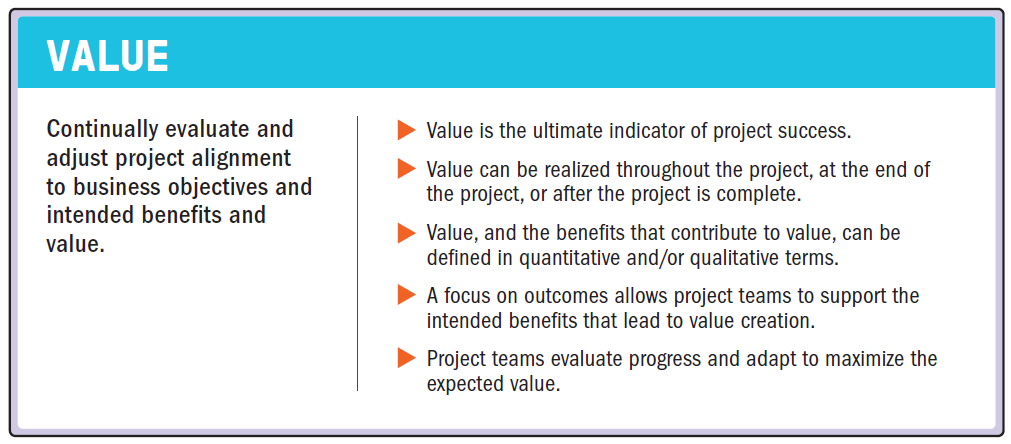 VALUE
Continually evaluate and
adjust project alignment
to business objectives and
intended benefits and
value.
Value is the ultimate indicator of project success.
Value can be realized throughout the project, at the end of
the project, or after the project is complete.
Value, and the benefits that contribute to value, can be
defined in quantitative and/or qualitative terms.
A focus on outcomes allows project teams to support the
intended benefits that lead to value creation.
Project teams evaluate progress and adapt to maximize the
expected value.